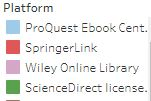 Platform
ProQuest Ebook Cent.
SpringerLink
Wiley Online Library
ScienceDirect license.